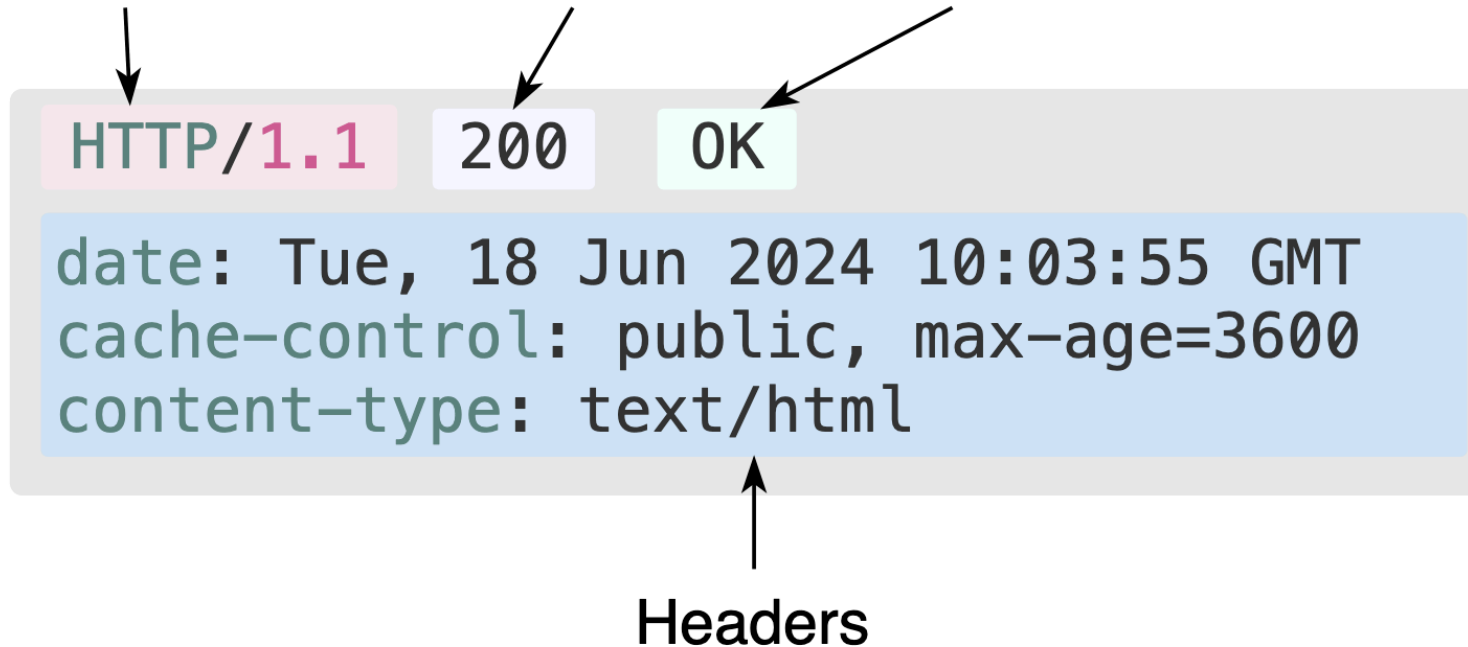 HTTP/1.1 200 OK
date: Tue, 18 Jun 2024 10:03:55 GMT
cache-control: public, max-age=3600
content-type: text/html
Headers